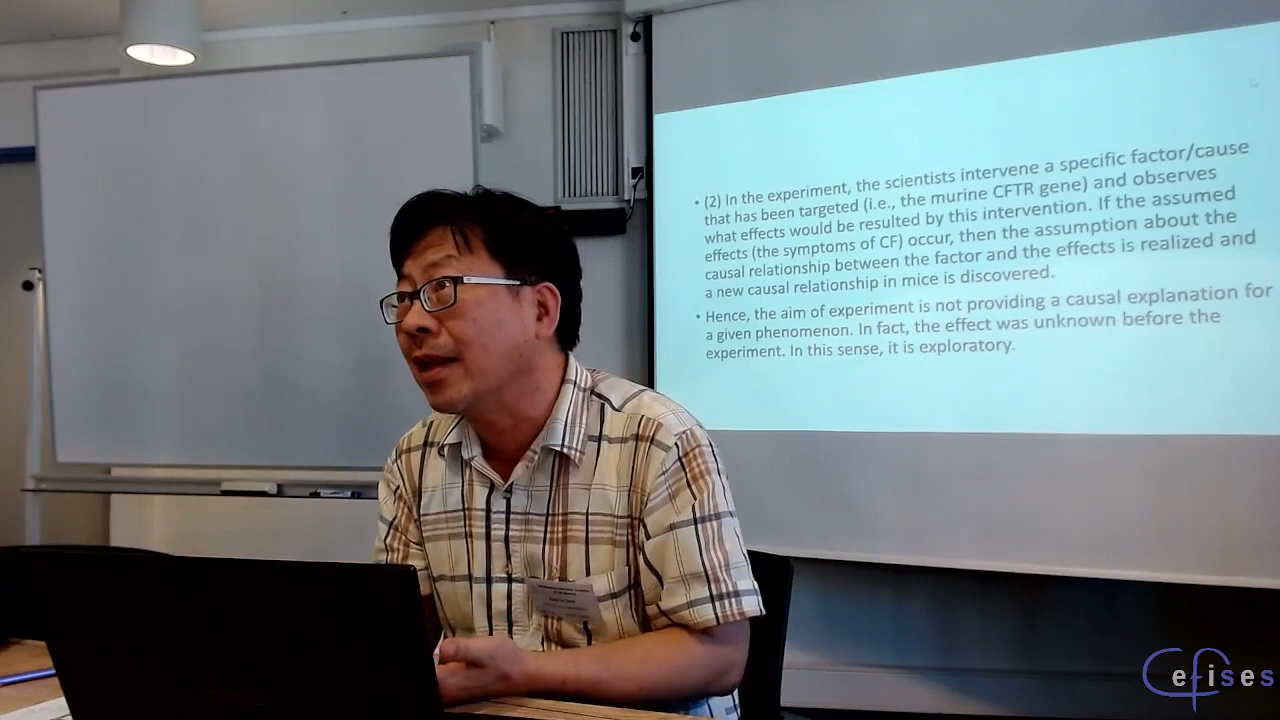 • (2) In the experiment, the scientists intervene a specific factor/cause
that has been targeted (i.e., the murine CFTR gene) and observes
what effects would be resulted by this intervention. If the assumed
effects (the symptoms of CF) occur, then the assumption about the
causal relationship between the factor and the effects is realized and
a new causal relationship in mice is discovered.
• Hence, the aim of experiment is not providing a causal explanation for
a given phenomenon. In fact, the effect was unknown before the
experiment. In this sense, it is exploratory.
Cefises